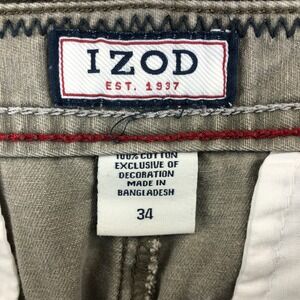 IZOD
EST. 1937
100% COTTON
EXCLUSIVE OF
DECORATION
MADE IN
BANGLADESH
34